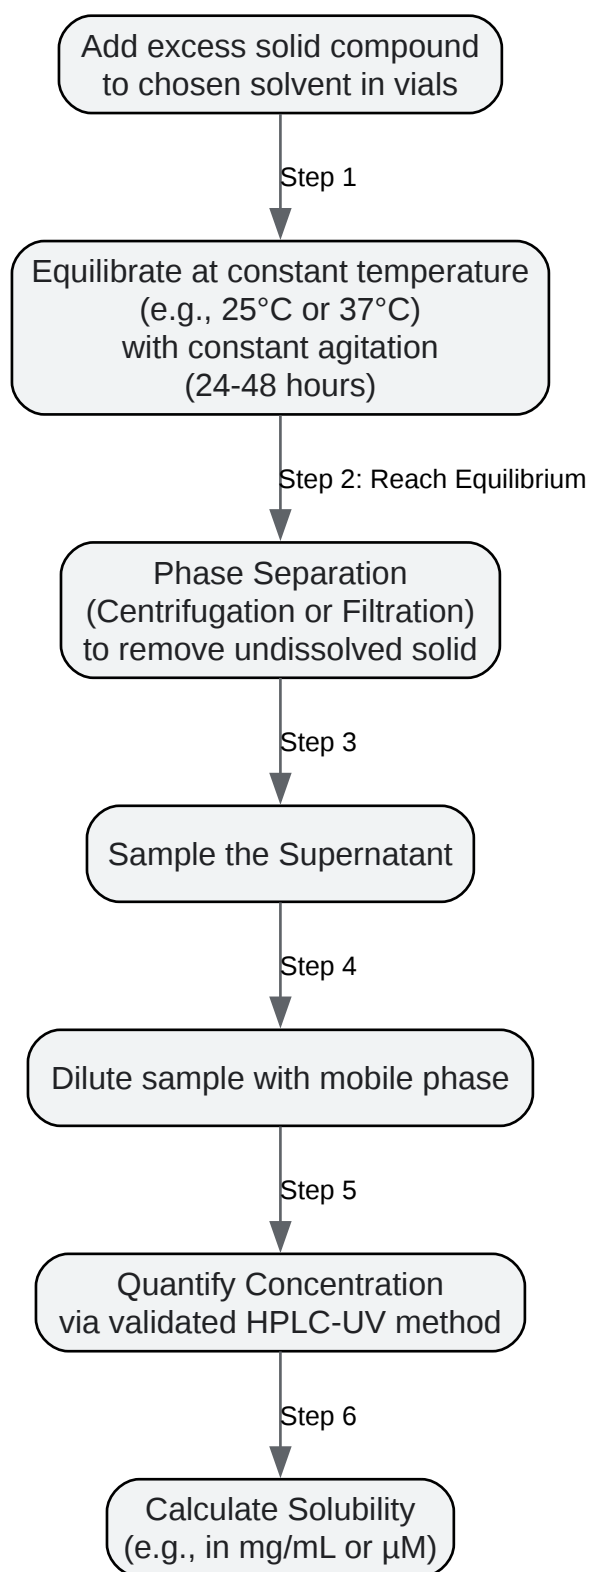 Add excess solid compound
to chosen solvent in vials
Step 1
Equilibrate at constant temperature
(e.g., 25°C or 37°C)
with constant agitation
(24-48 hours)
Step 2: Reach Equilibrium
Phase Separation
(Centrifugation or Filtration)
to remove undissolved solid
Step 3
Sample the Supernatant
Step 4
Dilute sample with mobile phase
Step 5
Quantify Concentration
via validated HPLC-UV method
Step 6
Calculate Solubility
(e.g., in mg/mL or µM)